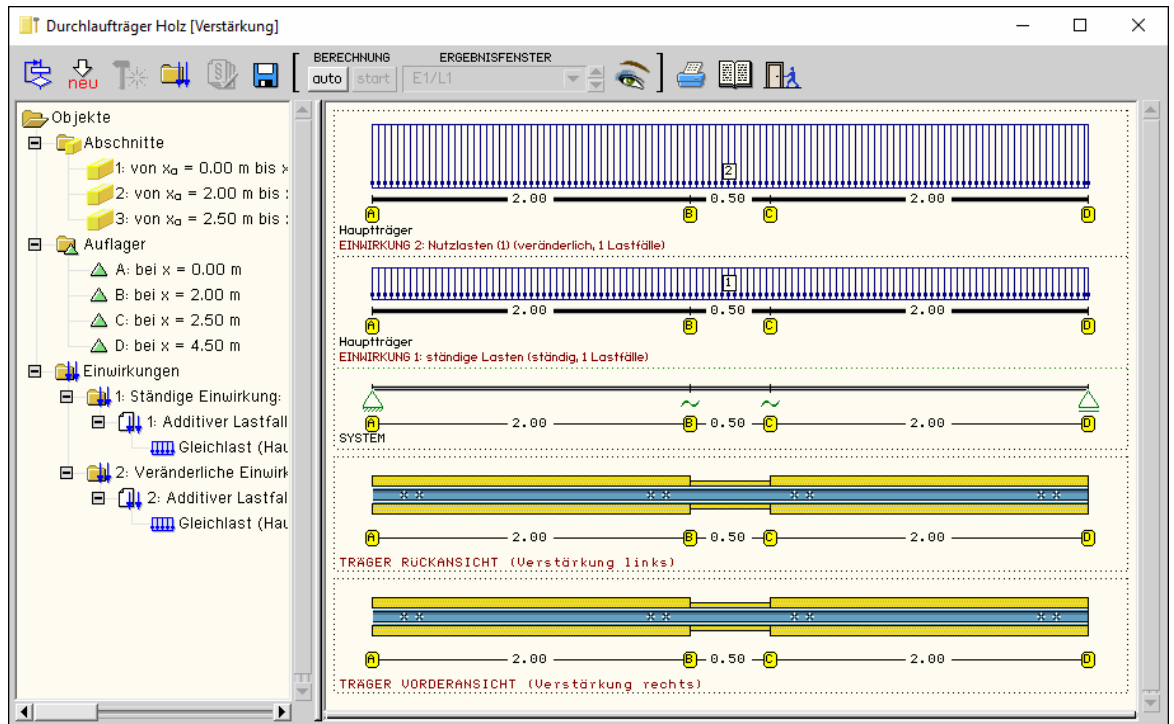 Durchlaufträger Holz [Verstärkung]
BERECHNUNG ERGEBNISFENSTER
neu auto start E1/L1
Objekte
Abschnitte
1: von xa = 0.00 m bis
2: von xa = 2.00 m bis
3: von xa = 2.50 m bis
Auflager
A: bei x = 0.00 m
B: bei x = 2.00 m
C: bei x = 2.50 m
D: bei x = 4.50 m
Einwirkungen
1: Ständige Einwirkung:
1: Additiver Lastfall
Gleichlast (Hau
2: Veränderliche Einwirk
2: Additiver Lastfal
Gleichlast (Hau
2
2.00 0.50 2.00
A B C D
Hauptträger
EINWIRKUNG 2: Nutzlasten (1) (veränderlich, 1 Lastfälle)
1
2.00 0.50 2.00
A B C D
Hauptträger
EINWIRKUNG 1: ständige Lasten (ständig, 1 Lastfälle)
A 2.00 B 0.50 C 2.00 D
SYSTEM
A 2.00 B 0.50 C 2.00 D
TRÄGER RÜCKANSICHT (Verstärkung links)
A 2.00 B 0.50 C 2.00 D
TRÄGER VORDERANSICHT (Verstärkung rechts)